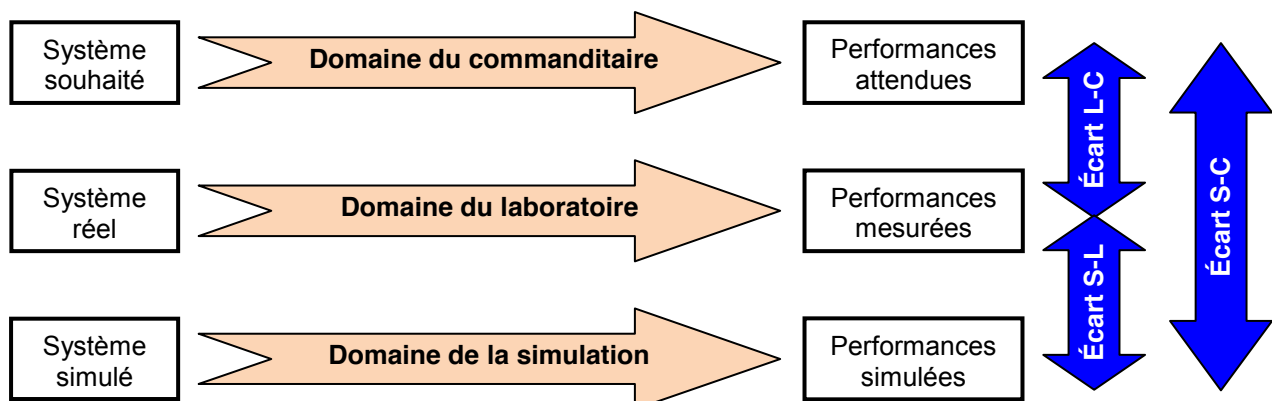 Système
souhaité
Domaine du commanditaire
Performances
attendues
Écart L-C
Écart S-C
Système
réel
Domaine du laboratoire
Performances
mesurées
Écart S-L
Système
simulé
Domaine de la simulation
Performances
simulées